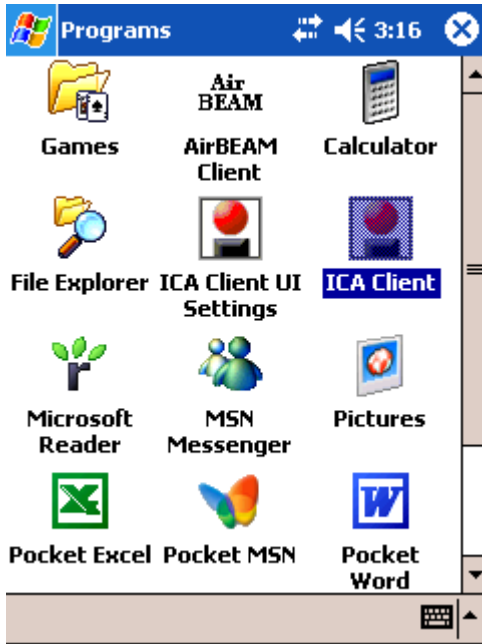 Programs 3:16
Air
BEAM
Games AirBEAM Calculator
Client
File Explorer ICA Client UI ICA Client
Settings
Microsoft MSN Pictures
Reader Messenger
Pocket Excel Pocket MSN Pocket
Word